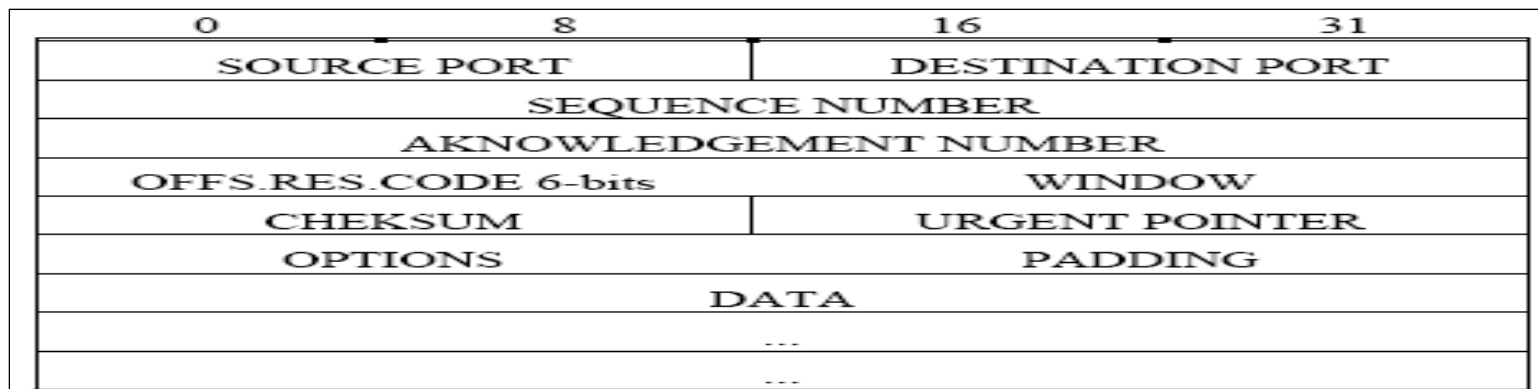 0 8 16 31
SOURCE PORT DESTINATION PORT
SEQUENCE NUMBER
AKNOWLEDGEMENT NUMBER
OFFS.RES.CODE 6-bits WINDOW
CHEKSUM URGENT POINTER
OPTIONS PADDING
DATA
...
...